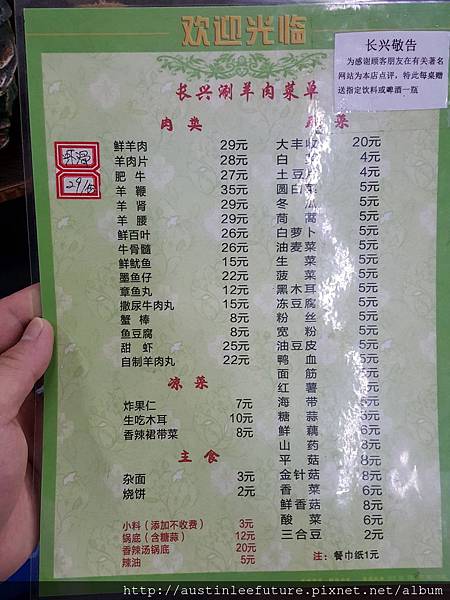 欢迎光临
长兴敬告
为感谢顾客朋友在有关著名
网站为本店点评，特此每桌赠
送指定饮料或啤酒一瓶
长兴涮羊肉菜单
肉类
鲜羊肉 29元
羊肉片 28元
肥牛 27元
羊鞭 35元
羊肾 29元
羊腰 29元
鲜百叶 26元
牛骨髓 26元
鲜鱿鱼 15元
墨鱼仔 22元
章鱼丸 12元
撒尿牛肉丸 15元
蟹棒 8元
鱼豆腐 8元
甜虾 25元
自制羊肉丸 22元
29/份
凉菜
炸果仁 7元
生吃木耳 10元
香辣裙带菜 8元
主食
杂面 3元
烧饼 2元
小料（添加不收费） 3元
锅底（含糖蒜） 12元
香辣汤锅底 20元
辣油 5元
菜
大丰收 20元
白 4元
土豆 4元
圆白菜 5元
冬瓜 5元
茼蒿 5元
白萝卜 5元
油麦菜 5元
生菜 5元
菠菜 5元
黑木耳 5元
冻豆腐 5元
粉丝 5元
宽粉 5元
油豆皮 5元
鸭血 5元
面筋 5元
红薯 5元
海带 5元
糖蒜
鲜藕 8元
山药 8元
平菇 8元
金针菇 8元
香菜 6元
鲜香菇 8元
酸菜 6元
三合豆 2元
注：餐巾纸1元
http://austinleefuture.pixnet.net/album